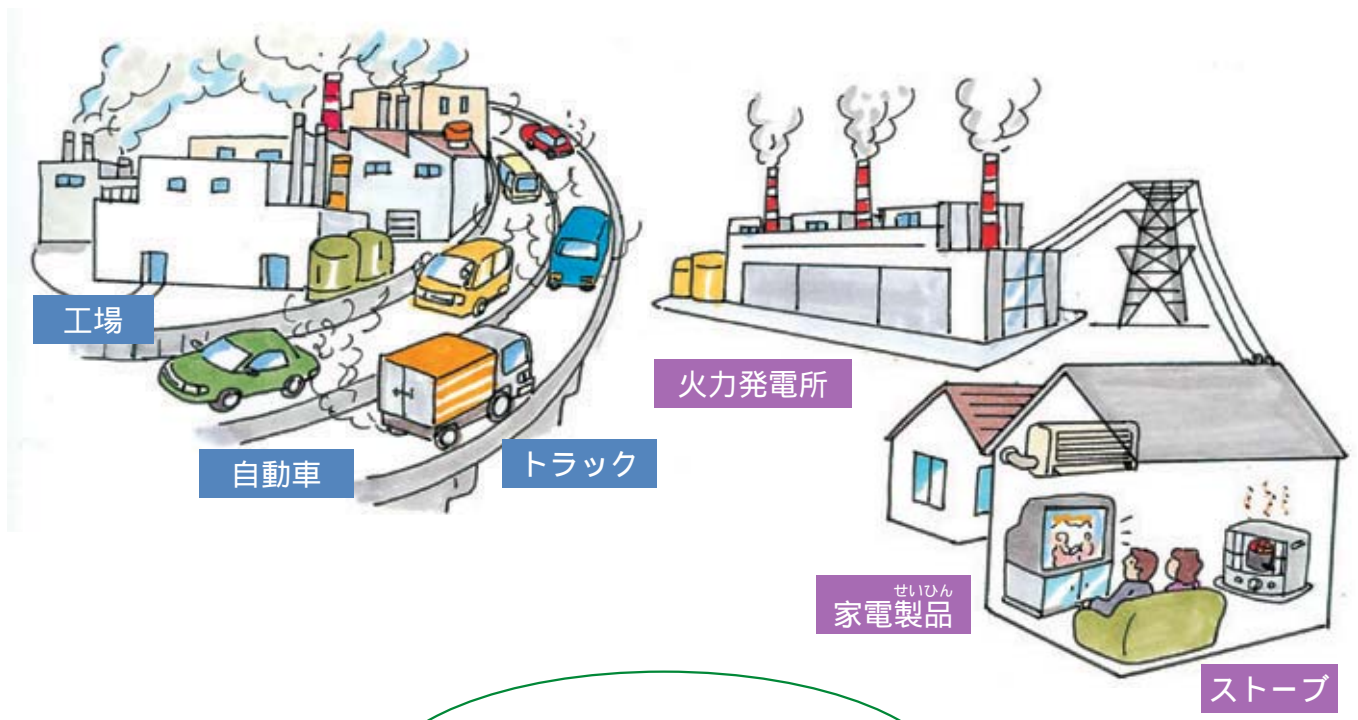 工場
自動車
トラック
火力発電所
せいひん
家電製品
ストーブ